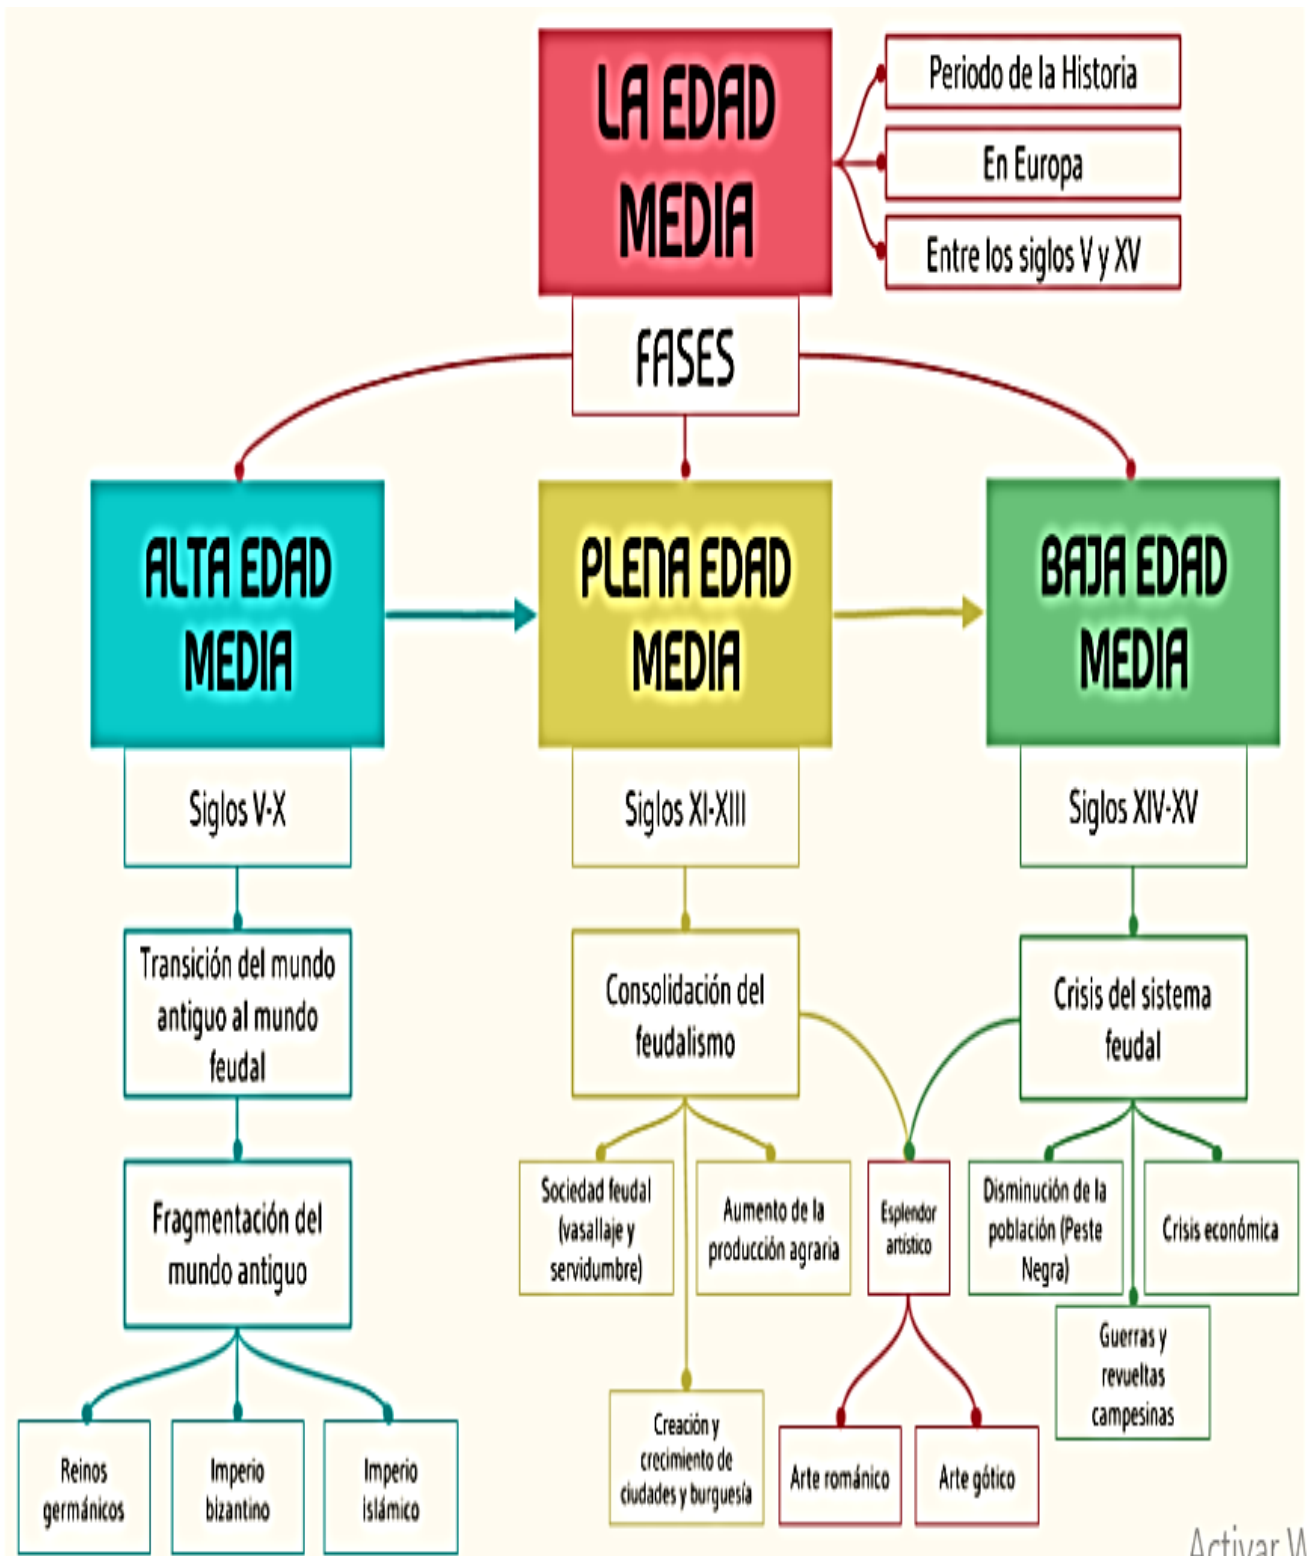 LA EDAD
MEDIA
Periodo de la Historia
En Europa
Entre los siglos V y XV
FASES
ALTA EDAD
MEDIA
Siglos V-X
Transición del mundo
antiguo al mundo
feudal
Fragmentación del
mundo antiguo
Reinos
germánicos
Imperio
bizantino
Imperio
islámico
PLENA EDAD
MEDIA
Siglos XI-XIII
Consolidación del
feudalismo
Sociedad feudal
(vasallaje y
servidumbre)
Aumento de la
producción agraria
Creación y
crecimiento de
ciudades y burguesía
Esplendor
artístico
Arte románico
Arte gótico
BAJA EDAD
MEDIA
Siglos XIV-XV
Crisis del sistema
feudal
Disminución de la
población (Peste
Negra)
Crisis económica
Guerras y
revueltas
campesinas
Activar W